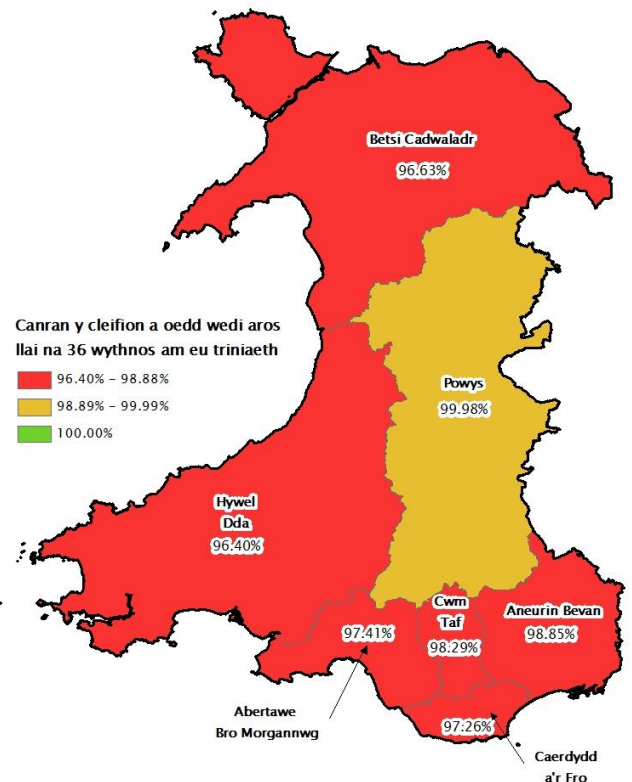 Betsi Cadwaladr
96.63%
Canran y cleifion a oedd wedi aros
llai na 36 wythnos am eu triniaeth
96.40% - 98.88%
98.89% - 99.99%
100.00%
Powys
99.98%
Hywel
Dda
96.40%
97.41%
Cwm
Taf
98.29%
Aneurin Bevan
98.85%
Abertawe
Bro Morgannwg
97.26%
Caerdydd
a'r Fro